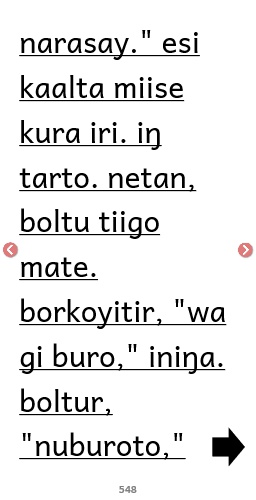 narasay." esi
kaalta miise
kura iri. iŋ
tarto. netan,
boltu tiigo
mate.
borkoyitir, "wa
gi buro," iniŋa.
boltur,
"nuburoto,"
548